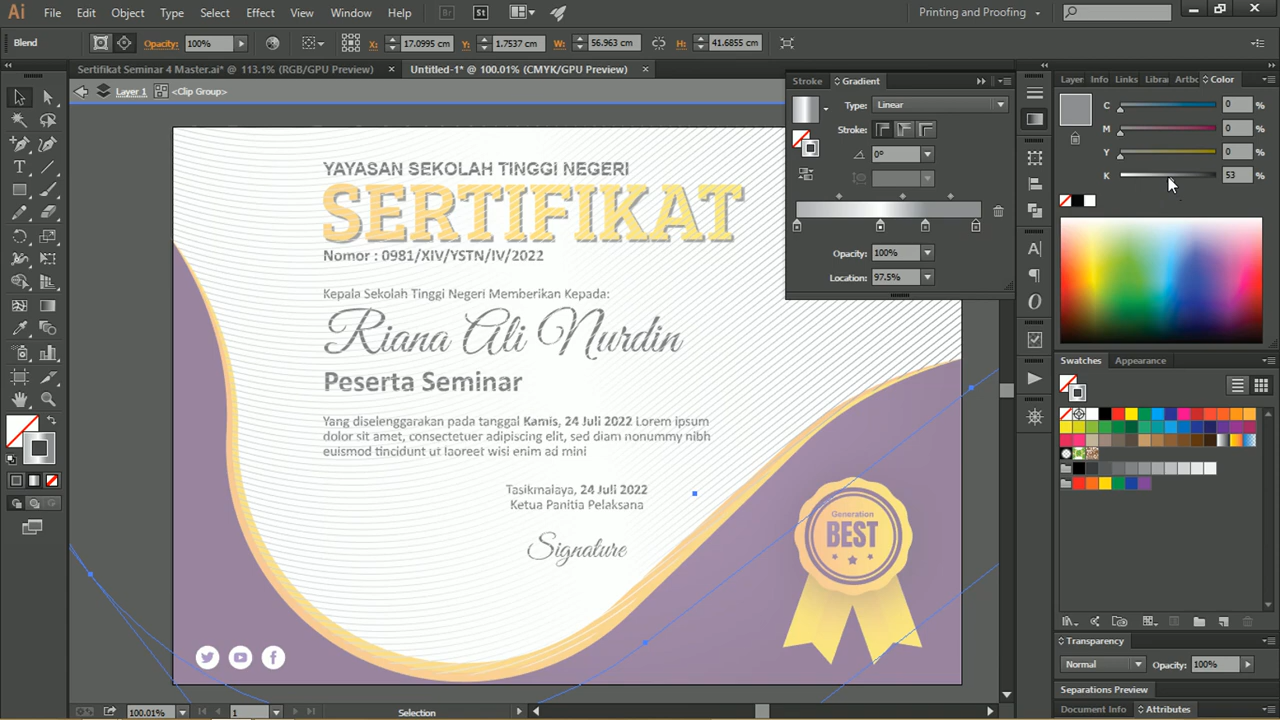 Ai File Edit Object Type Select Effect View Window Help Br St Printing and Proofing
Blend Opacity: 100% X: 17.0995 cm Y: 1.7537 cm W: 56.963 cm H: 41.6855 cm
Sertifikat Seminar 4 Master.ai* @ 113.1% (RGB/GPU Preview) × Untitled-1* @ 100.01% (CMYK/GPU Preview) ×
Layer 1 <Clip Group>
Stroke Gradient
Type: Linear
Stroke:
0°
Opacity: 100%
Location: 97.5%
Layer Info Links Libra Artbo Color
C 0 %
M 0 %
Y 0 %
K 53 %
YAYASAN SEKOLAH TINGGI NEGERI
SERTIFIKAT
Nomor : 0981/XIV/YSTN/IV/2022
Kepala Sekolah Tinggi Negeri Memberikan Kepada:
Riana Ali Nurdin
Peserta Seminar
Yang diselenggarakan pada tanggal Kamis, 24 Juli 2022 Lorem ipsum
dolor sit amet, consectetuer adipiscing elit, sed diam nonummy nibh
euismod tincidunt ut laoreet wisi enim ad mini
Tasikmalaya, 24 Juli 2022
Ketua Panitia Pelaksana
Signature
Generation
BEST
Swatches Appearance
Transparency
Normal Opacity: 100%
Separations Preview
Document Info Attributes
100.01% 1 Selection